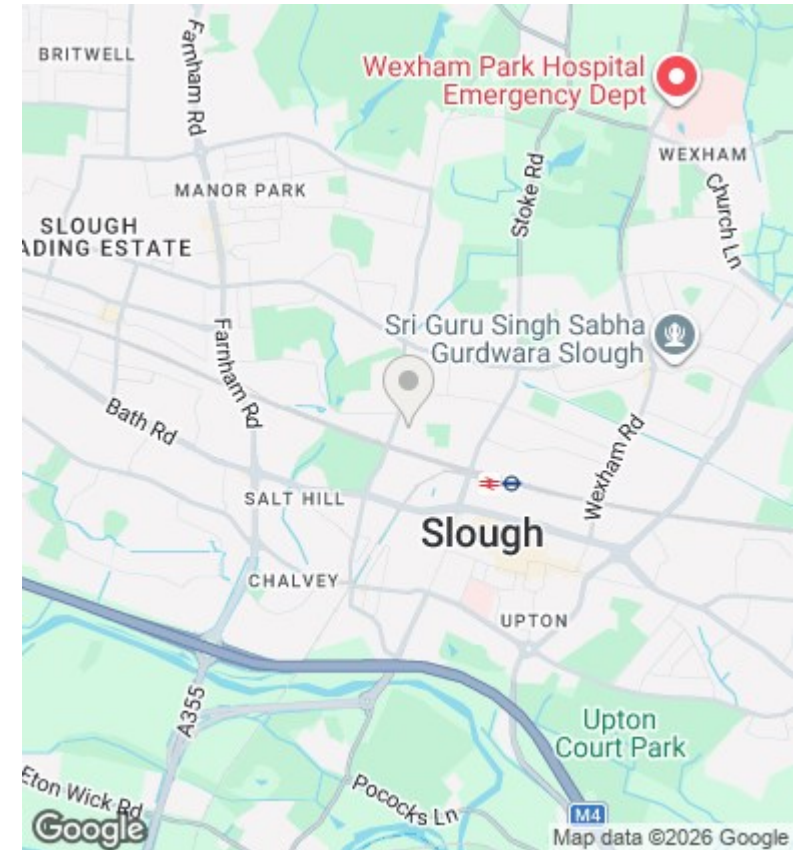 BRITWELL
Farnham Rd
Wexham Park Hospital
Emergency Dept
WEXHAM
Church Ln
MANOR PARK
Stoke Rd
SLOUGH
ADING ESTATE
Sri Guru Singh Sabha
Gurdwara Slough
Farnham Rd
Bath Rd
Wexham Rd
SALT HILL
Slough
CHALVEY
UPTON
A355
Upton
Court Park
Eton Wick Rd
Pococks Ln
M4
Google
Map data ©2026 Google